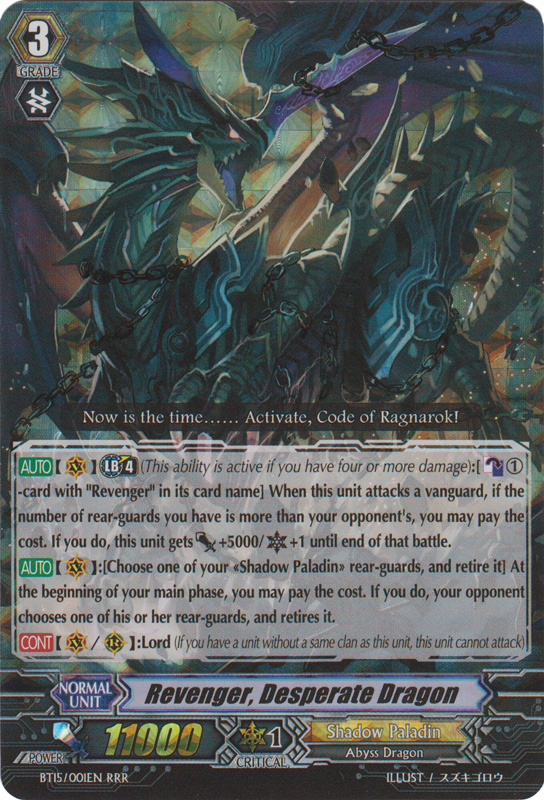 3
GRADE
Now is the time…… Activate, Code of Ragnarok!
AUTO【 V 】 LB 4 (This ability is active if you have four or more damage):[ ①
-card with "Revenger" in its card name] When this unit attacks a vanguard, if the
number of rear-guards you have is more than your opponent's, you may pay the
cost. If you do, this unit gets +5000/ +1 until end of that battle.
AUTO【 V 】:[Choose one of your «Shadow Paladin» rear-guards, and retire it] At
the beginning of your main phase, you may pay the cost. If you do, your opponent
chooses one of his or her rear-guards, and retires it.
CONT【 V / R 】:Lord (If you have a unit without a same clan as this unit, this unit cannot attack)
NORMAL
UNIT
Revenger, Desperate Dragon
POWER
11000
1
CRITICAL
Shadow Paladin
Abyss Dragon
BT15/001EN RRR
ILLUST / スズキゴロウ